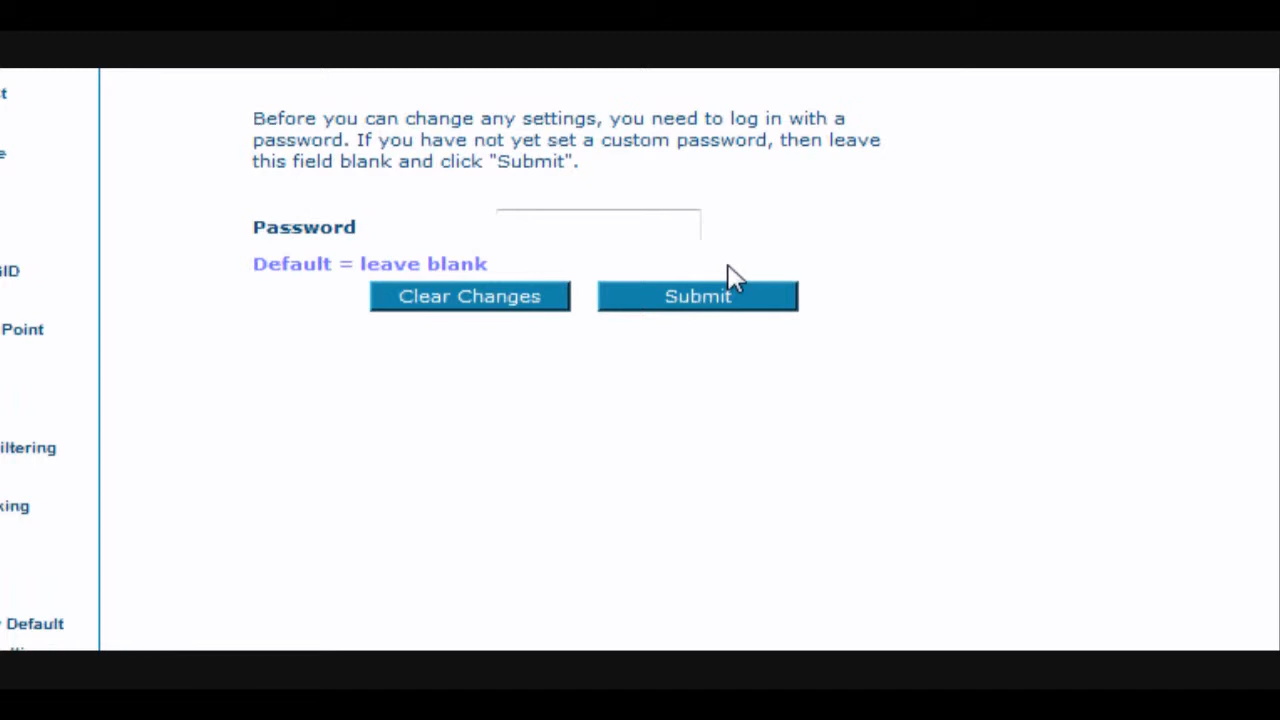 t
e
GID
Point
iltering
king
Default
Before you can change any settings, you need to log in with a
password. If you have not yet set a custom password, then leave
this field blank and click "Submit".
Password
Default = leave blank
Clear Changes
Submit